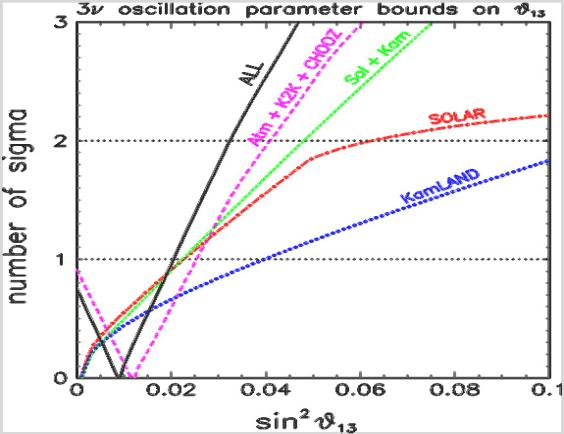 3ν oscillation parameter bounds on ϑ13
ALL
Atm + K2K + CHOOZ
Sol + Kam
SOLAR
KamLAND
number of sigma
3
2
1
0
0 0.02 0.04 0.06 0.08 0.1
sin² ϑ13